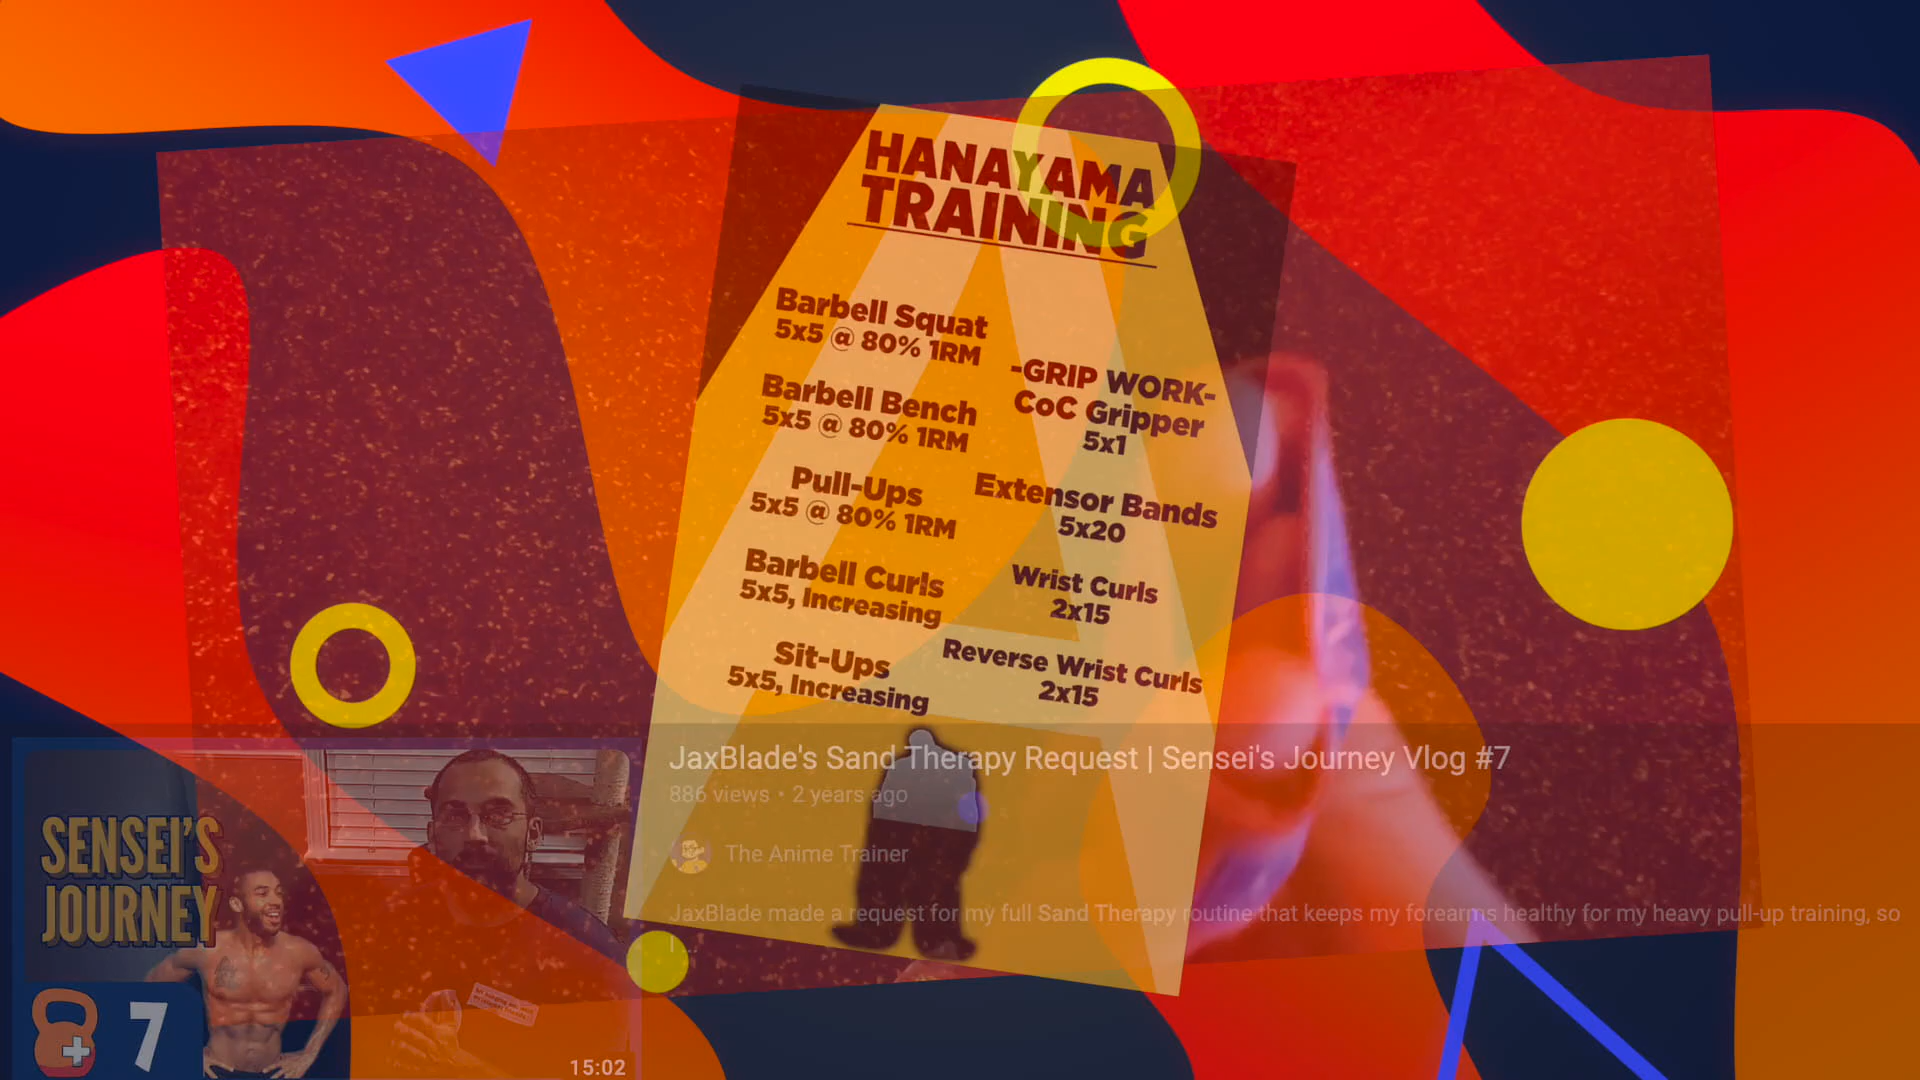 HANAYAMA
TRAINING
Barbell Squat
5x5 @ 80% 1RM
Barbell Bench
5x5 @ 80% 1RM
Pull-Ups
5x5 @ 80% 1RM
Barbell Curls
5x5, Increasing
Sit-Ups
5x5, Increasing
-GRIP WORK-
CoC Gripper
5x1
Extensor Bands
5x20
Wrist Curls
2x15
Reverse Wrist Curls
2x15
SENSEI'S
JOURNEY
7
15:02
JaxBlade's Sand Therapy Request | Sensei's Journey Vlog #7
886 views • 2 years ago
The Anime Trainer
JaxBlade made a request for my full Sand Therapy routine that keeps my forearms healthy for my heavy pull-up training, so
I ...